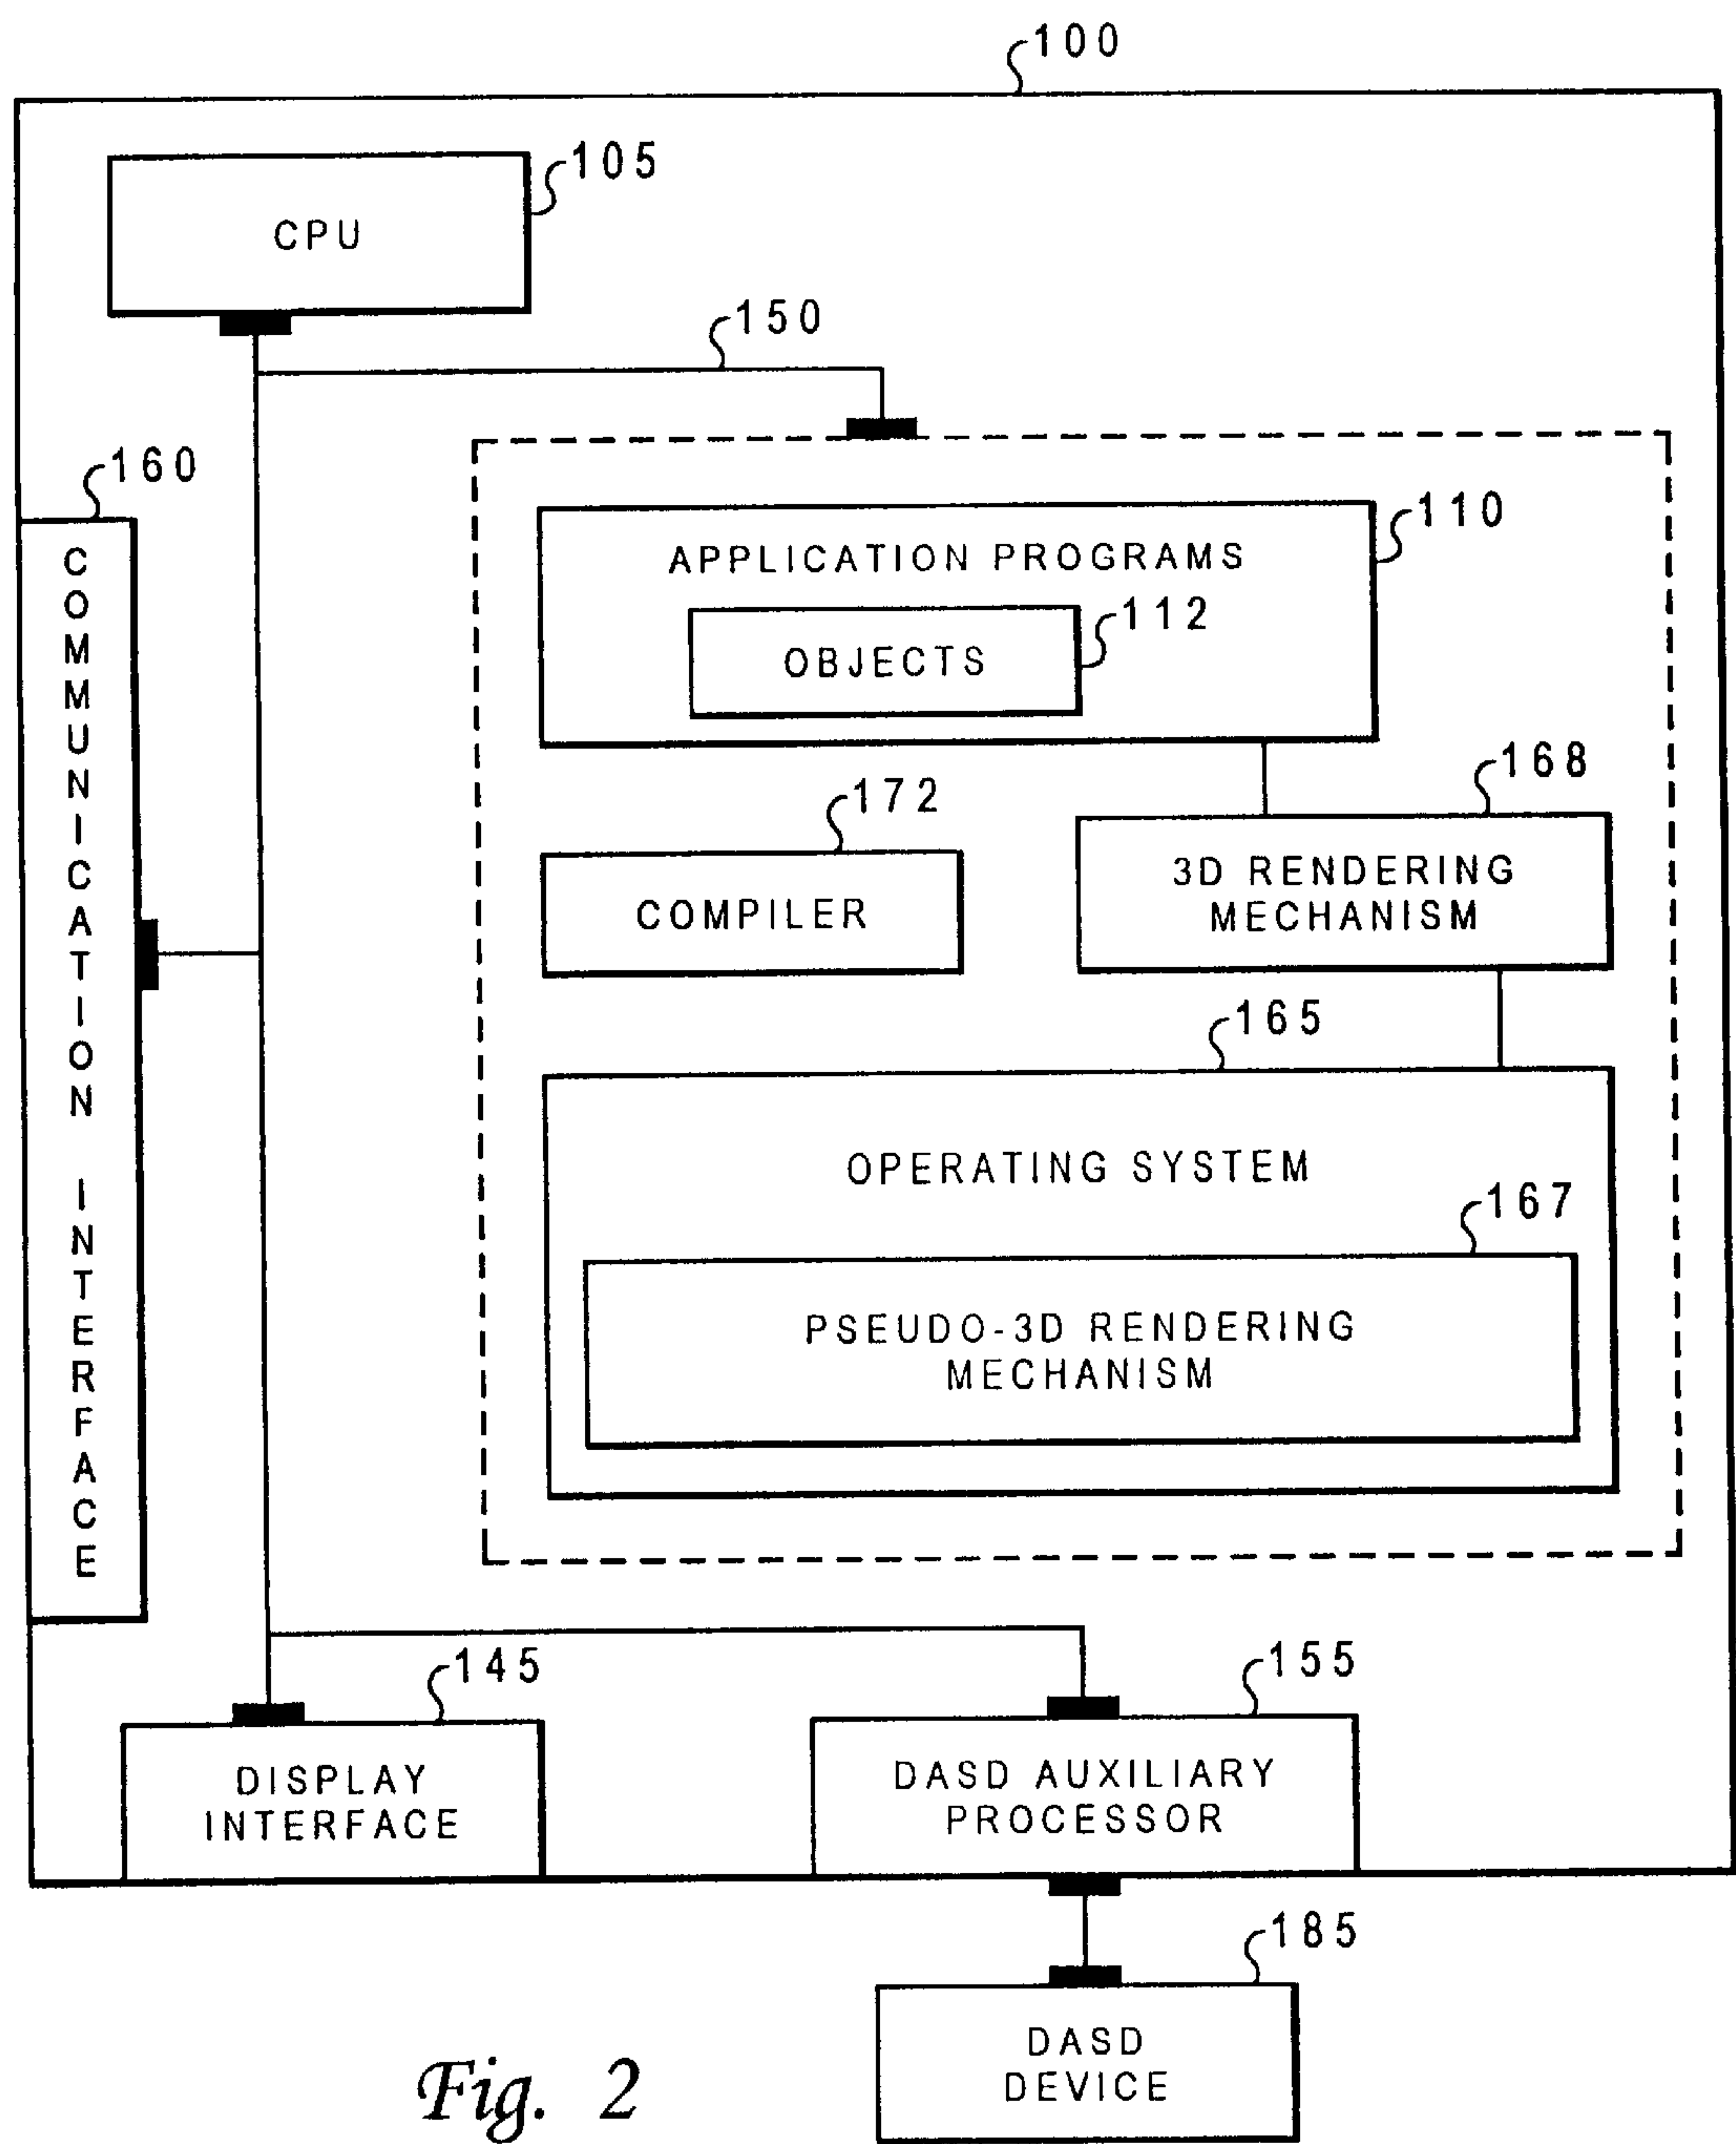 100
105
CPU
150
160
COMMUNICATION INTERFACE
110
APPLICATION PROGRAMS
112
OBJECTS
172
COMPILER
168
3D RENDERING
MECHANISM
165
OPERATING SYSTEM
167
PSEUDO-3D RENDERING
MECHANISM
145
DISPLAY
INTERFACE
155
DASD AUXILIARY
PROCESSOR
185
DASD
DEVICE
Fig. 2